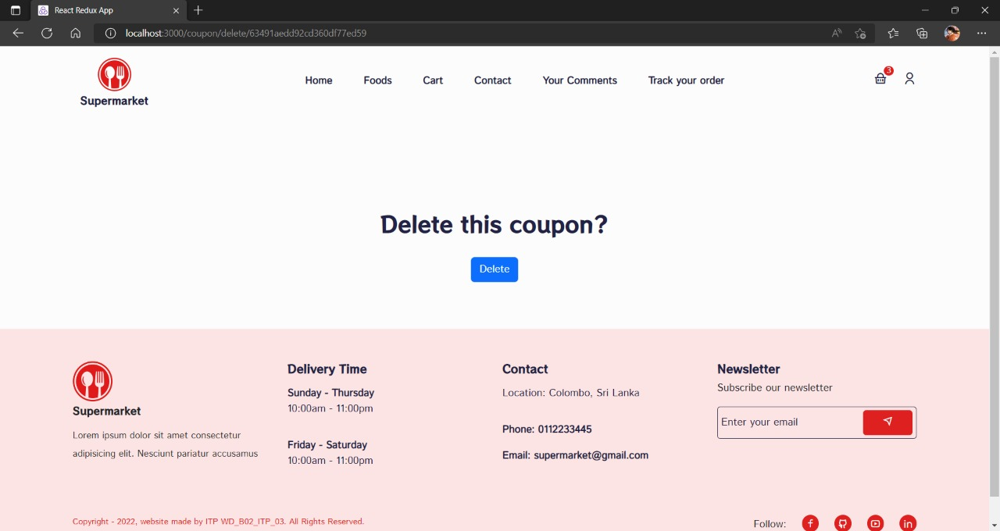 React Redux App
localhost:3000/coupon/delete/63491aedd92cd360df77ed59
Supermarket
Home
Foods
Cart
Contact
Your Comments
Track your order
3
Delete this coupon?
Delete
Supermarket
Lorem ipsum dolor sit amet consectetur
adipisicing elit. Nesciunt pariatur accusamus
Delivery Time
Sunday - Thursday
10:00am - 11:00pm
Friday - Saturday
10:00am - 11:00pm
Contact
Location: Colombo, Sri Lanka
Phone: 0112233445
Email: supermarket@gmail.com
Newsletter
Subscribe our newsletter
Enter your email
Copyright - 2022, website made by ITP WD_B02_ITP_03. All Rights Reserved.
Follow: